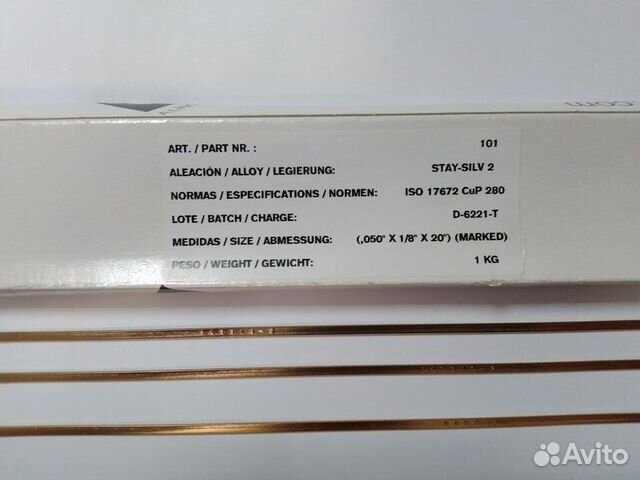 com
ART. / PART NR. : 101
ALEACIÓN / ALLOY / LEGIERUNG: STAY-SILV 2
NORMAS / ESPECIFICATIONS / NORMEN: ISO 17672 CuP 280
LOTE / BATCH / CHARGE: D-6221-T
MEDIDAS / SIZE / ABMESSUNG: (,050" X 1/8" X 20") (MARKED)
PESO / WEIGHT / GEWICHT: 1 KG
Avito